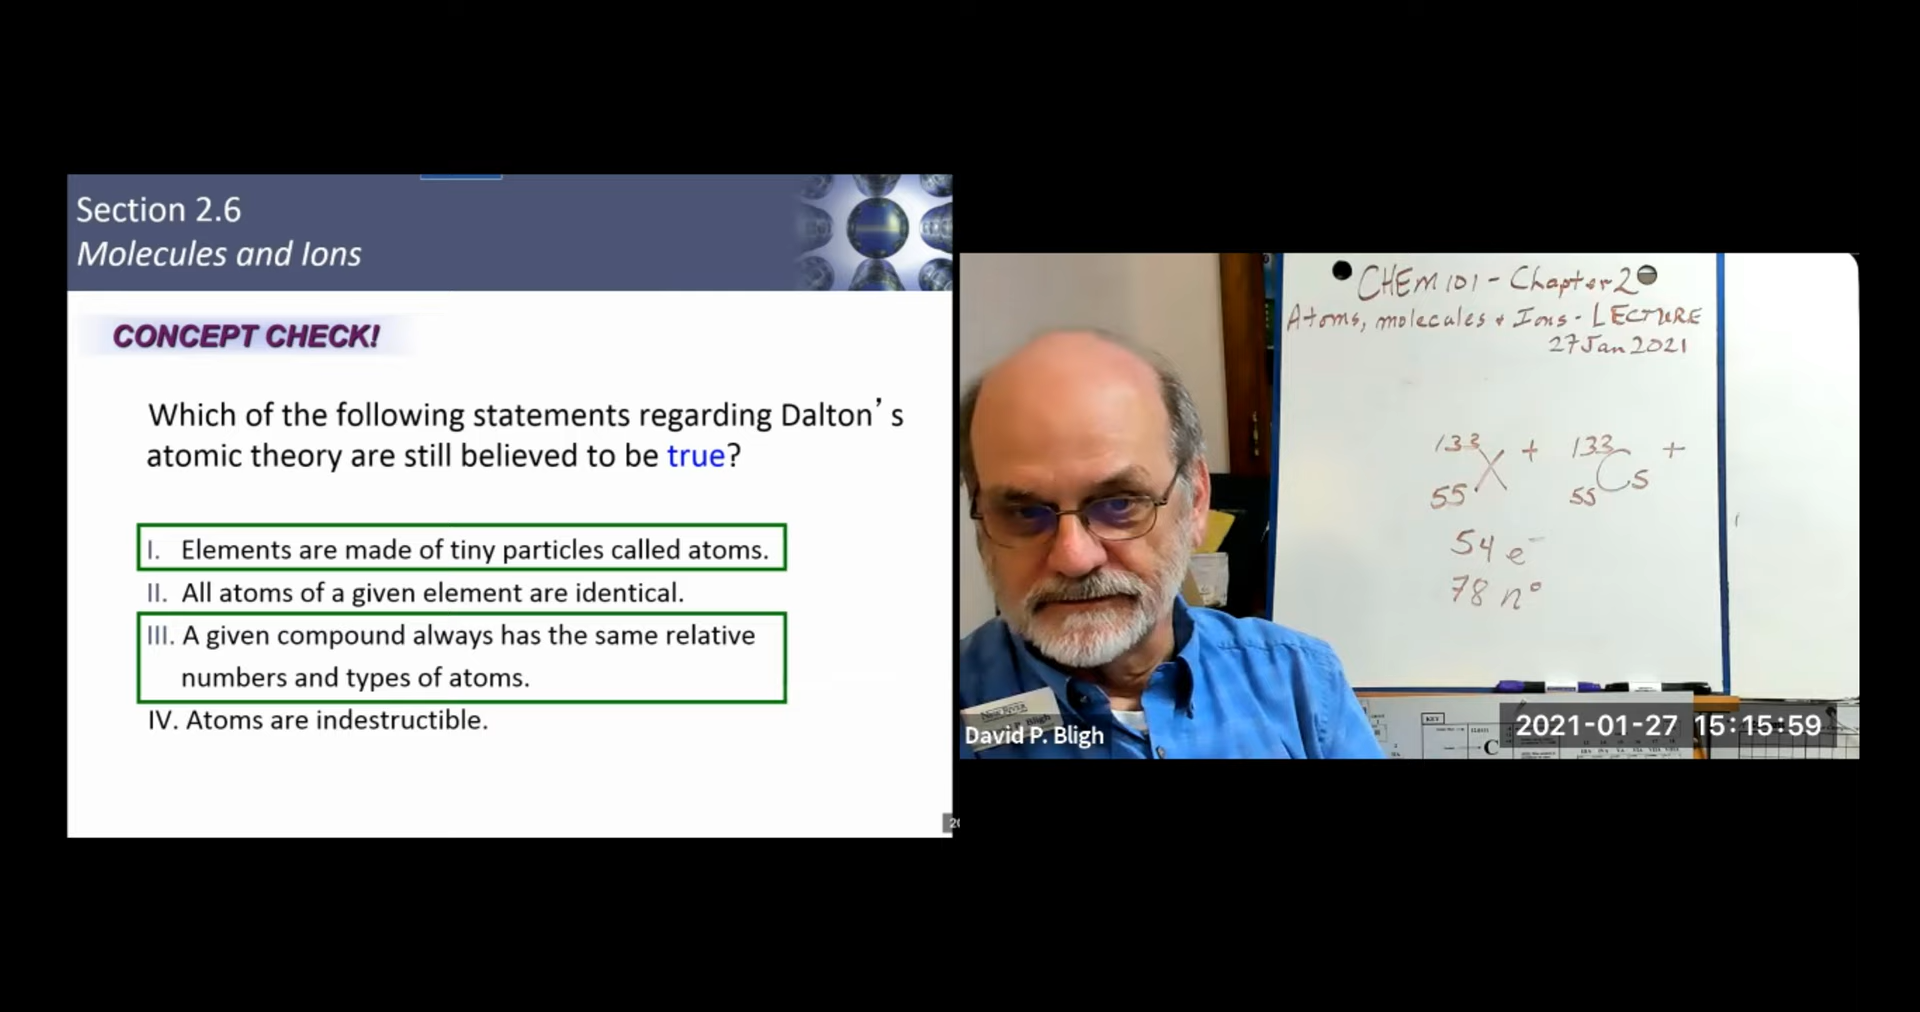 Section 2.6
Molecules and Ions
CONCEPT CHECK!
Which of the following statements regarding Dalton's
atomic theory are still believed to be true?
I. Elements are made of tiny particles called atoms.
II. All atoms of a given element are identical.
III. A given compound always has the same relative
numbers and types of atoms.
IV. Atoms are indestructible.
CHEM 101 - Chapter 2
Atoms, molecules + Ions - LECTURE
27 Jan 2021
133 X + 133 Cs +
55 55
54 e⁻
78 n°
New River
Bligh
David P. Bligh
KEY
C
2021-01-27 15:15:59